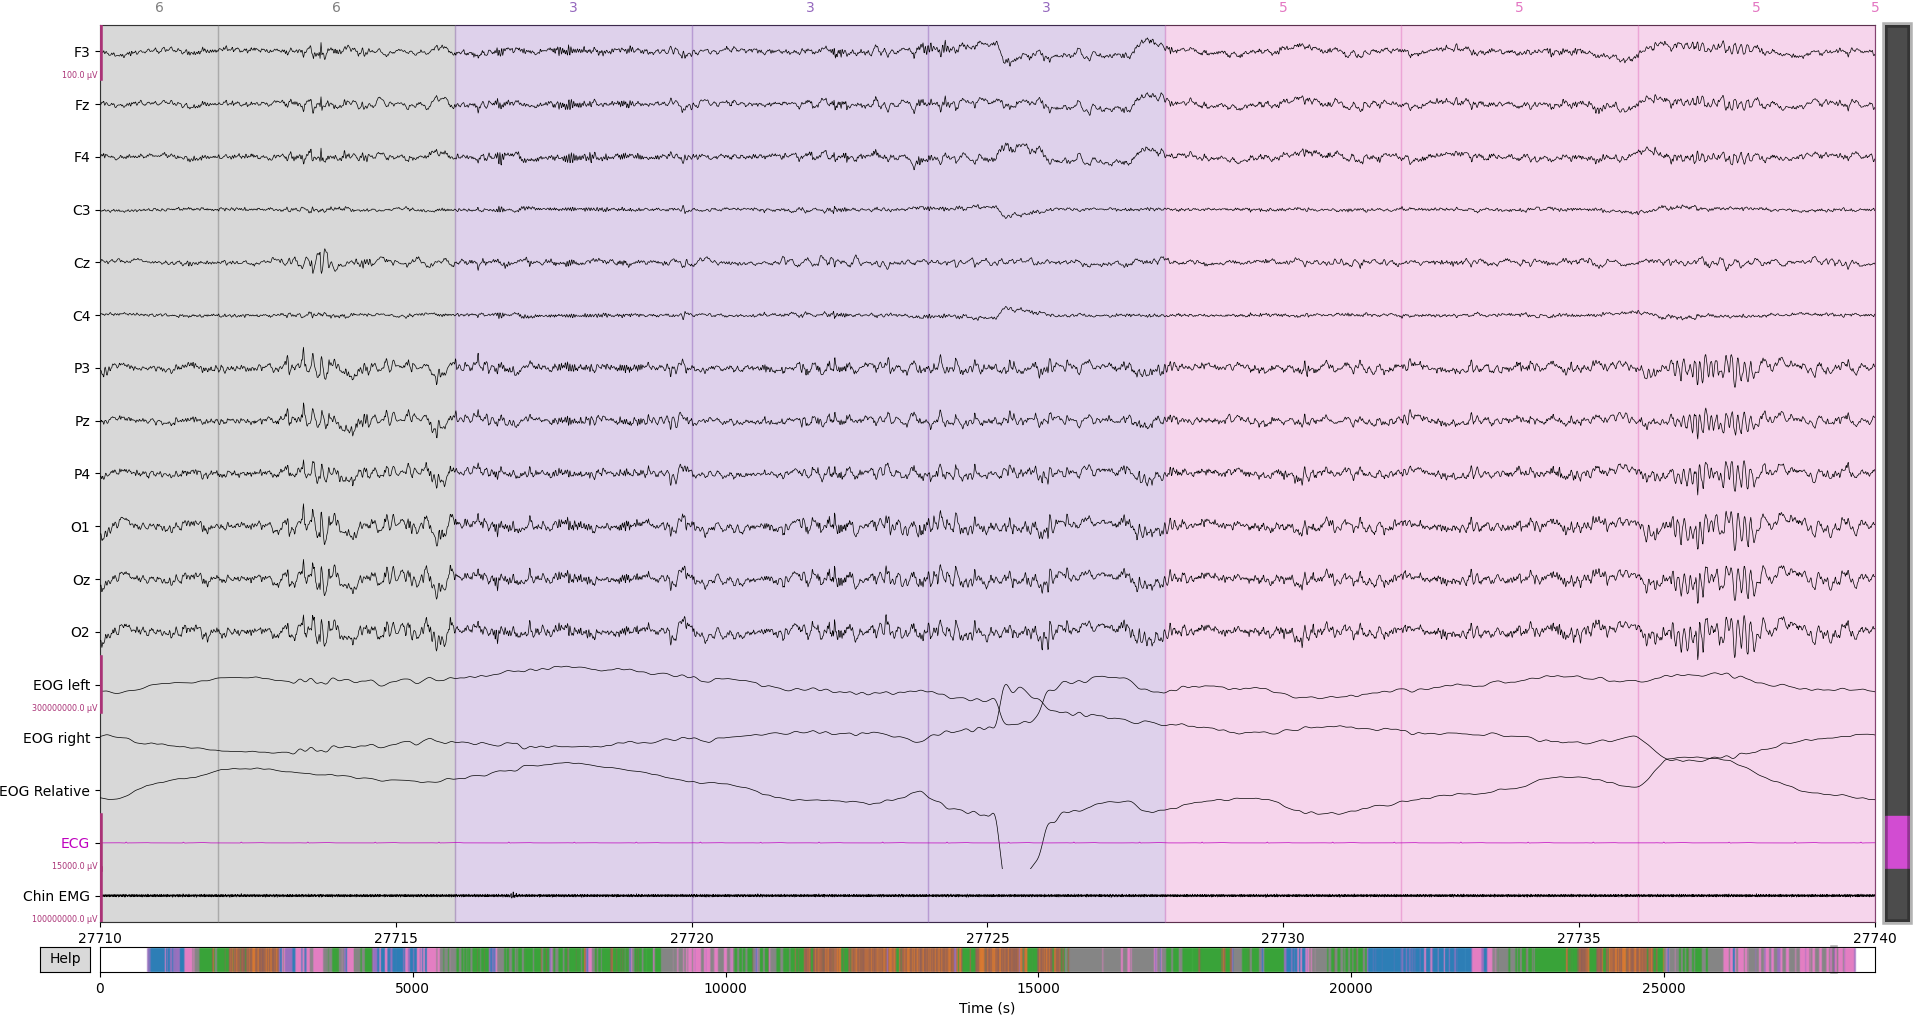 6 6 3 3 3 5 5 5 5
F3
100.0 µV
Fz
F4
C3
Cz
C4
P3
Pz
P4
O1
Oz
O2
EOG left
300000000.0 µV
EOG right
EOG Relative
ECG
15000.0 µV
Chin EMG
100000000.0 µV
27710 27715 27720 27725 27730 27735 27740
Help
0 5000 10000 15000 20000 25000
Time (s)